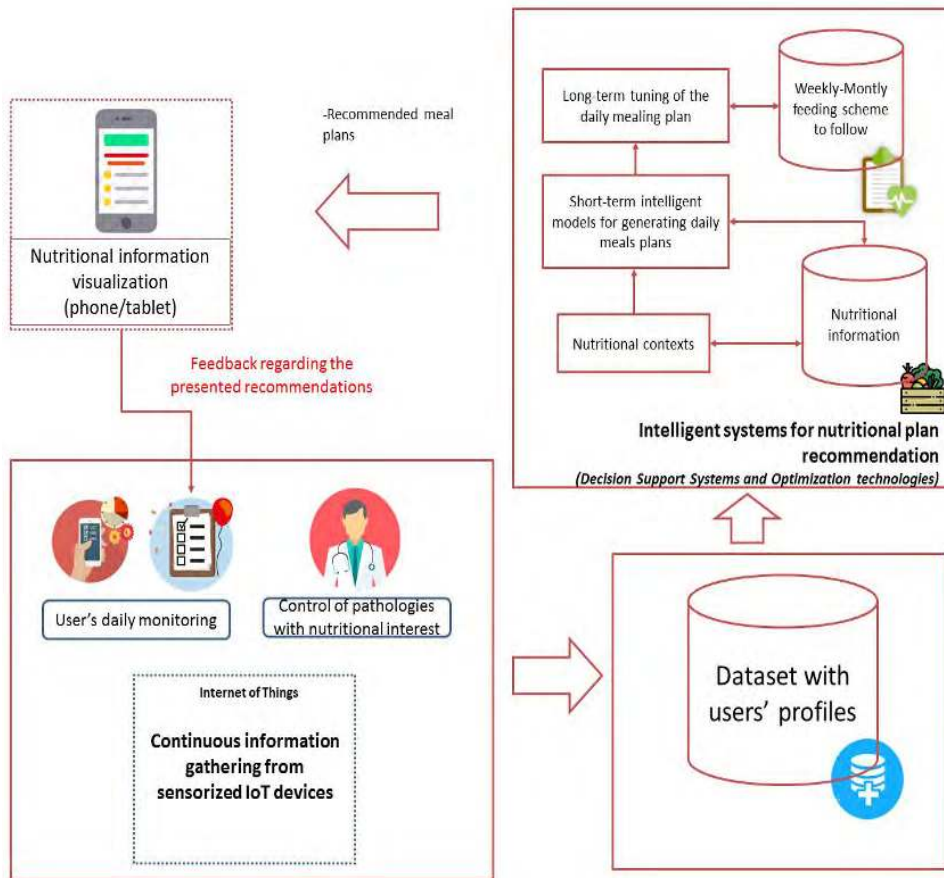 -Recommended meal
plans
Nutritional information
visualization
(phone/tablet)
Feedback regarding the
presented recommendations
Long-term tuning of the
daily mealing plan
Weekly-Montly
feeding scheme
to follow
Short-term intelligent
models for generating daily
meals plans
Nutritional contexts
Nutritional
information
Intelligent systems for nutritional plan
recommendation
(Decision Support Systems and Optimization technologies)
User's daily monitoring
Control of pathologies
with nutritional interest
Internet of Things
Continuous information
gathering from
sensorized IoT devices
Dataset with
users' profiles